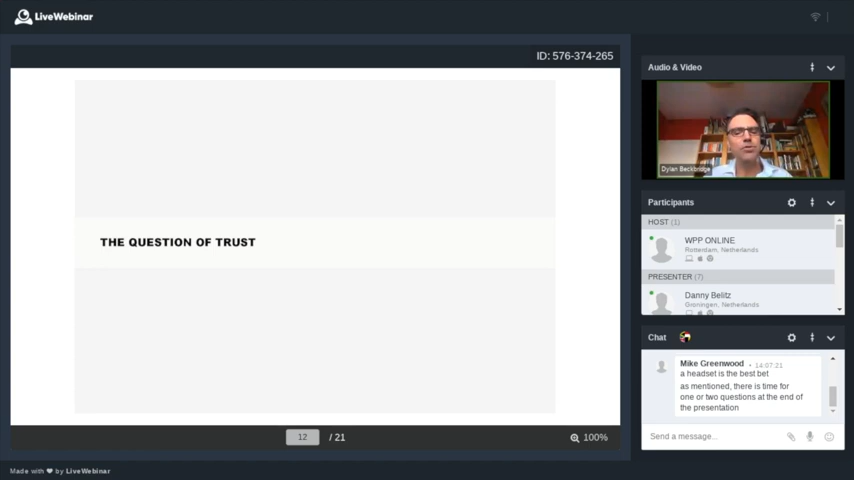 LiveWebinar
ID: 576-374-265
THE QUESTION OF TRUST
12 / 21
100%
Made with ❤ by LiveWebinar
Audio & Video
Dylan Beckbridge
Participants
HOST (1)
WPP ONLINE
Rotterdam, Netherlands
PRESENTER (7)
Danny Belitz
Groningen, Netherlands
Chat
Mike Greenwood • 14:07:21
a headset is the best bet
as mentioned, there is time for
one or two questions at the end of
the presentation
Send a message...